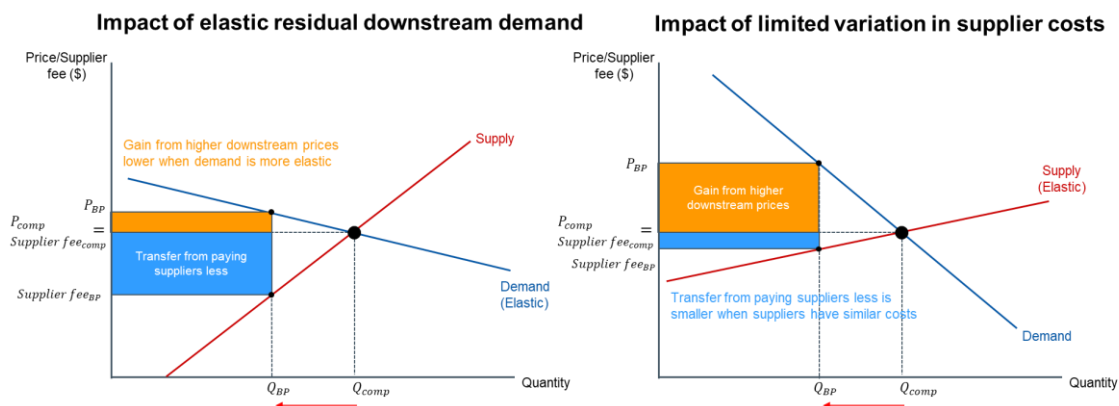 Impact of elastic residual downstream demand
Price/Supplier
fee ($)
Gain from higher downstream prices
lower when demand is more elastic
Supply
P_BP
P_comp
=
Supplier fee_comp
Transfer from paying
suppliers less
Supplier fee_BP
Demand
(Elastic)
Q_BP
Q_comp
Quantity
Impact of limited variation in supplier costs
Price/Supplier
fee ($)
P_BP
Gain from higher
downstream prices
Supply
(Elastic)
P_comp
=
Supplier fee_comp
Supplier fee_BP
Transfer from paying suppliers less is
smaller when suppliers have similar costs
Demand
Q_BP
Q_comp
Quantity